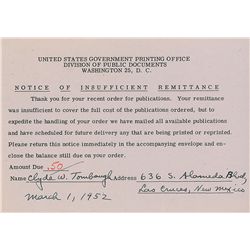 UNITED STATES GOVERNMENT PRINTING OFFICE
DIVISION OF PUBLIC DOCUMENTS
WASHINGTON 25, D. C.
NOTICE OF INSUFFICIENT REMITTANCE
Thank you for your recent order for publications. Your remittance
was insufficient to cover the full cost of the publications ordered, but to
expedite the handling of your order we have mailed all available publications
and have scheduled for future delivery any that are being printed or reprinted.
Please return this notice immediately in the accompanying envelope and en-
close the balance still due on your order.
Amount Due .50
Name Clyde W. Tombaugh Address 636 S. Alameda Blvd.
Las Cruces, New Mexico
March 1, 1952